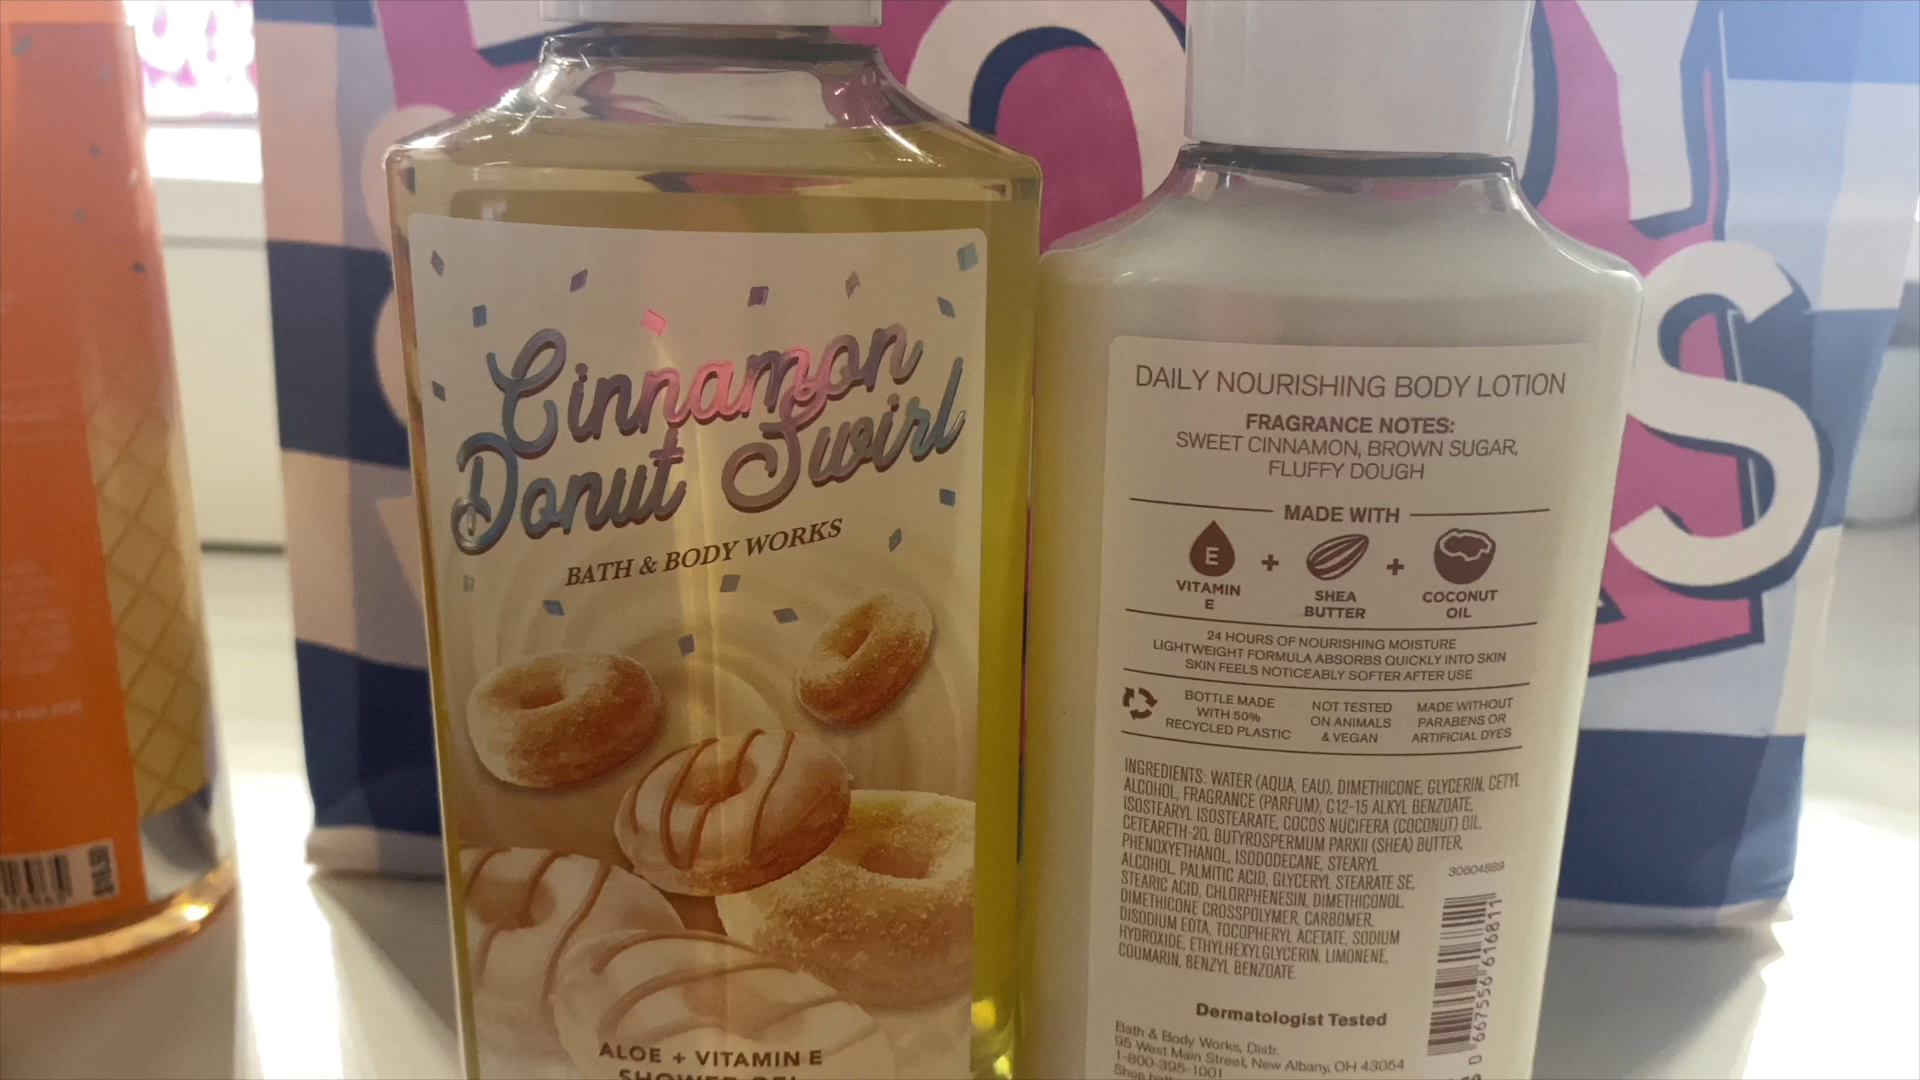 Cinnamon
Donut Swirl
BATH & BODY WORKS
ALOE + VITAMIN E
SHOWER GEL
DAILY NOURISHING BODY LOTION
FRAGRANCE NOTES:
SWEET CINNAMON, BROWN SUGAR,
FLUFFY DOUGH
MADE WITH
E
+
+
VITAMIN
E
SHEA
BUTTER
COCONUT
OIL
24 HOURS OF NOURISHING MOISTURE
LIGHTWEIGHT FORMULA ABSORBS QUICKLY INTO SKIN
SKIN FEELS NOTICEABLY SOFTER AFTER USE
BOTTLE MADE
WITH 50%
RECYCLED PLASTIC
NOT TESTED
ON ANIMALS
& VEGAN
MADE WITHOUT
PARABENS OR
ARTIFICIAL DYES
INGREDIENTS: WATER (AQUA, EAU), DIMETHICONE, GLYCERIN, CETYL
ALCOHOL, FRAGRANCE (PARFUM), C12-15 ALKYL BENZOATE,
ISOSTEARYL ISOSTEARATE, COCOS NUCIFERA (COCONUT) OIL,
CETEARETH-20, BUTYROSPERMUM PARKII (SHEA) BUTTER,
PHENOXYETHANOL, ISODODECANE, STEARYL
ALCOHOL, PALMITIC ACID, GLYCERYL STEARATE SE,
STEARIC ACID, CHLORPHENESIN, DIMETHICONOL,
DIMETHICONE CROSSPOLYMER, CARBOMER,
DISODIUM EDTA, TOCOPHERYL ACETATE, SODIUM
HYDROXIDE, ETHYLHEXYLGLYCERIN, LIMONENE,
COUMARIN, BENZYL BENZOATE.
30604889
0 667556 616811
Dermatologist Tested
Bath & Body Works, Distr.
95 West Main Street, New Albany, OH 43054
1-800-395-1001